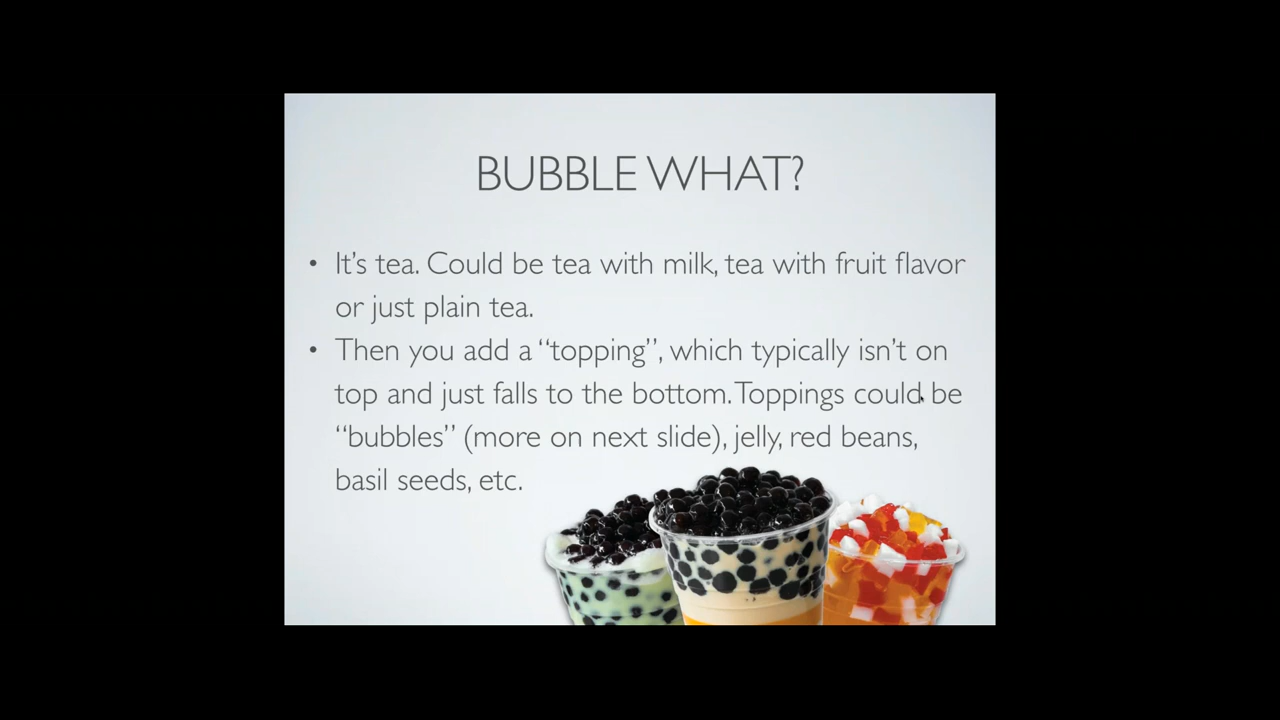 BUBBLE WHAT?
• It’s tea. Could be tea with milk, tea with fruit flavor
or just plain tea.
• Then you add a “topping”, which typically isn’t on
top and just falls to the bottom. Toppings could be
“bubbles” (more on next slide), jelly, red beans,
basil seeds, etc.